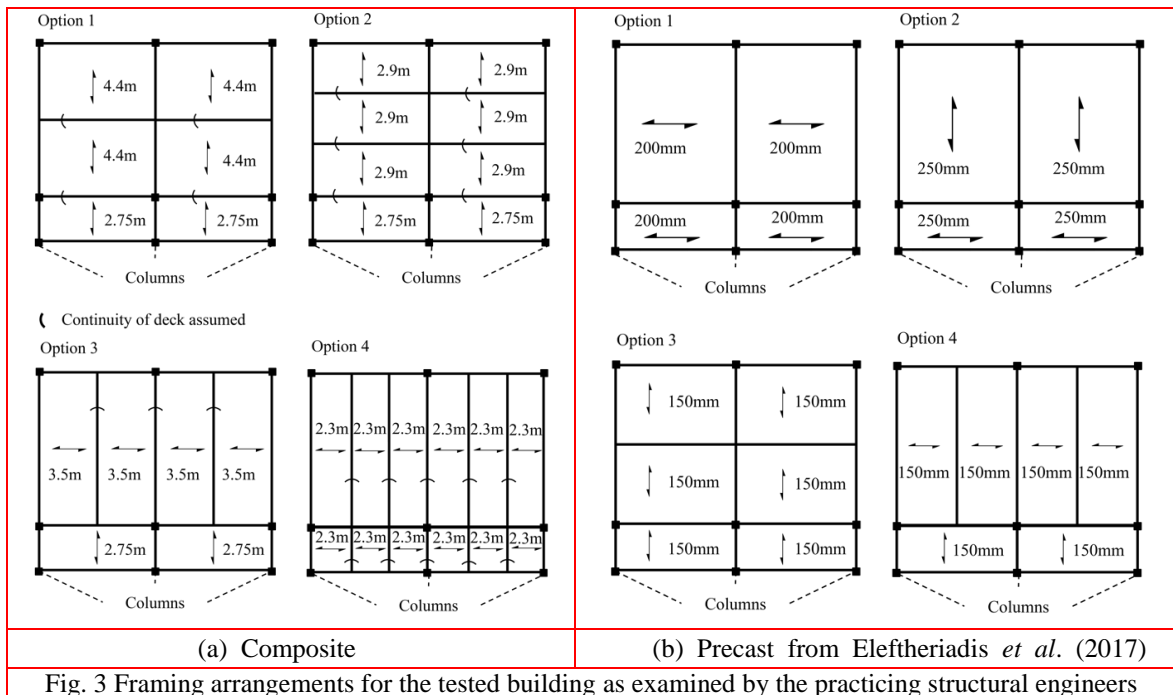 Option 1
4.4m 4.4m
4.4m 4.4m
2.75m 2.75m
Columns
Option 2
2.9m 2.9m
2.9m 2.9m
2.9m 2.9m
2.75m 2.75m
Columns
Continuity of deck assumed
Option 3
3.5m 3.5m 3.5m 3.5m
2.75m 2.75m
Columns
Option 4
2.3m 2.3m 2.3m 2.3m 2.3m 2.3m
2.3m 2.3m 2.3m 2.3m 2.3m 2.3m
Columns
(a) Composite
Option 1
200mm 200mm
200mm 200mm
Columns
Option 2
250mm 250mm
250mm 250mm
Columns
Option 3
150mm 150mm
150mm 150mm
150mm 150mm
Columns
Option 4
150mm 150mm 150mm 150mm
150mm 150mm
Columns
(b) Precast from Eleftheriadis et al. (2017)
Fig. 3 Framing arrangements for the tested building as examined by the practicing structural engineers